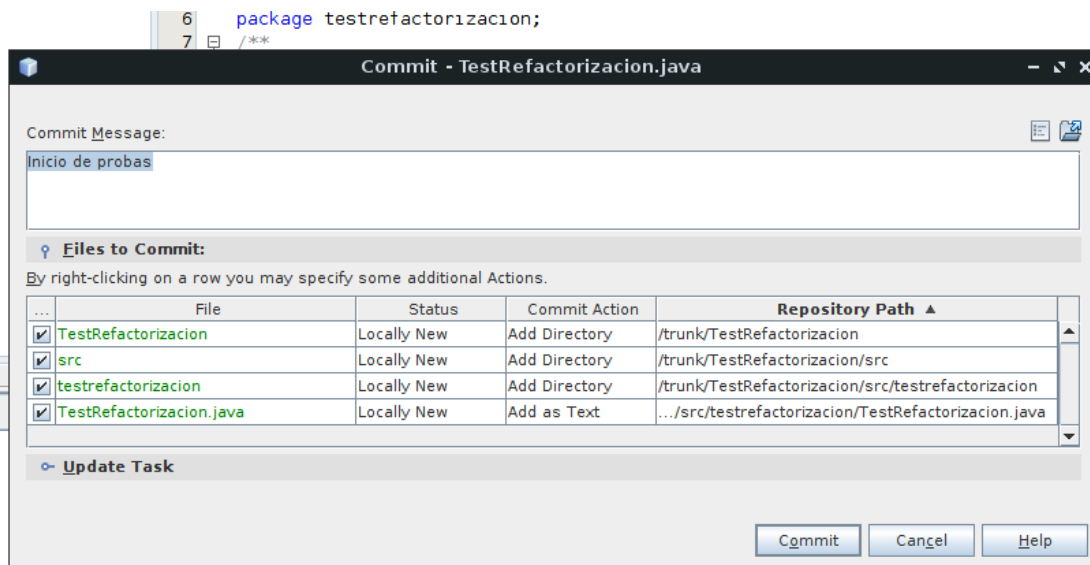 6 package testrefactorizacion;
7 /**
Commit - TestRefactorizacion.java
Commit Message:
Inicio de probas
Files to Commit:
By right-clicking on a row you may specify some additional Actions.
... File Status Commit Action Repository Path ▲
TestRefactorizacion Locally New Add Directory /trunk/TestRefactorizacion
src Locally New Add Directory /trunk/TestRefactorizacion/src
testrefactorizacion Locally New Add Directory /trunk/TestRefactorizacion/src/testrefactorizacion
TestRefactorizacion.java Locally New Add as Text .../src/testrefactorizacion/TestRefactorizacion.java
Update Task
Commit Cancel Help